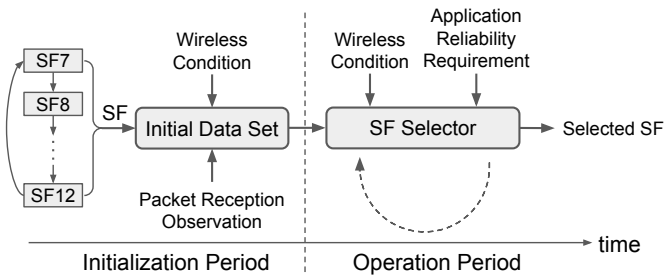 SF7
SF8
SF12
SF
Wireless
Condition
Initial Data Set
Packet Reception
Observation
Wireless
Condition
Application
Reliability
Requirement
SF Selector
Selected SF
time
Initialization Period
Operation Period